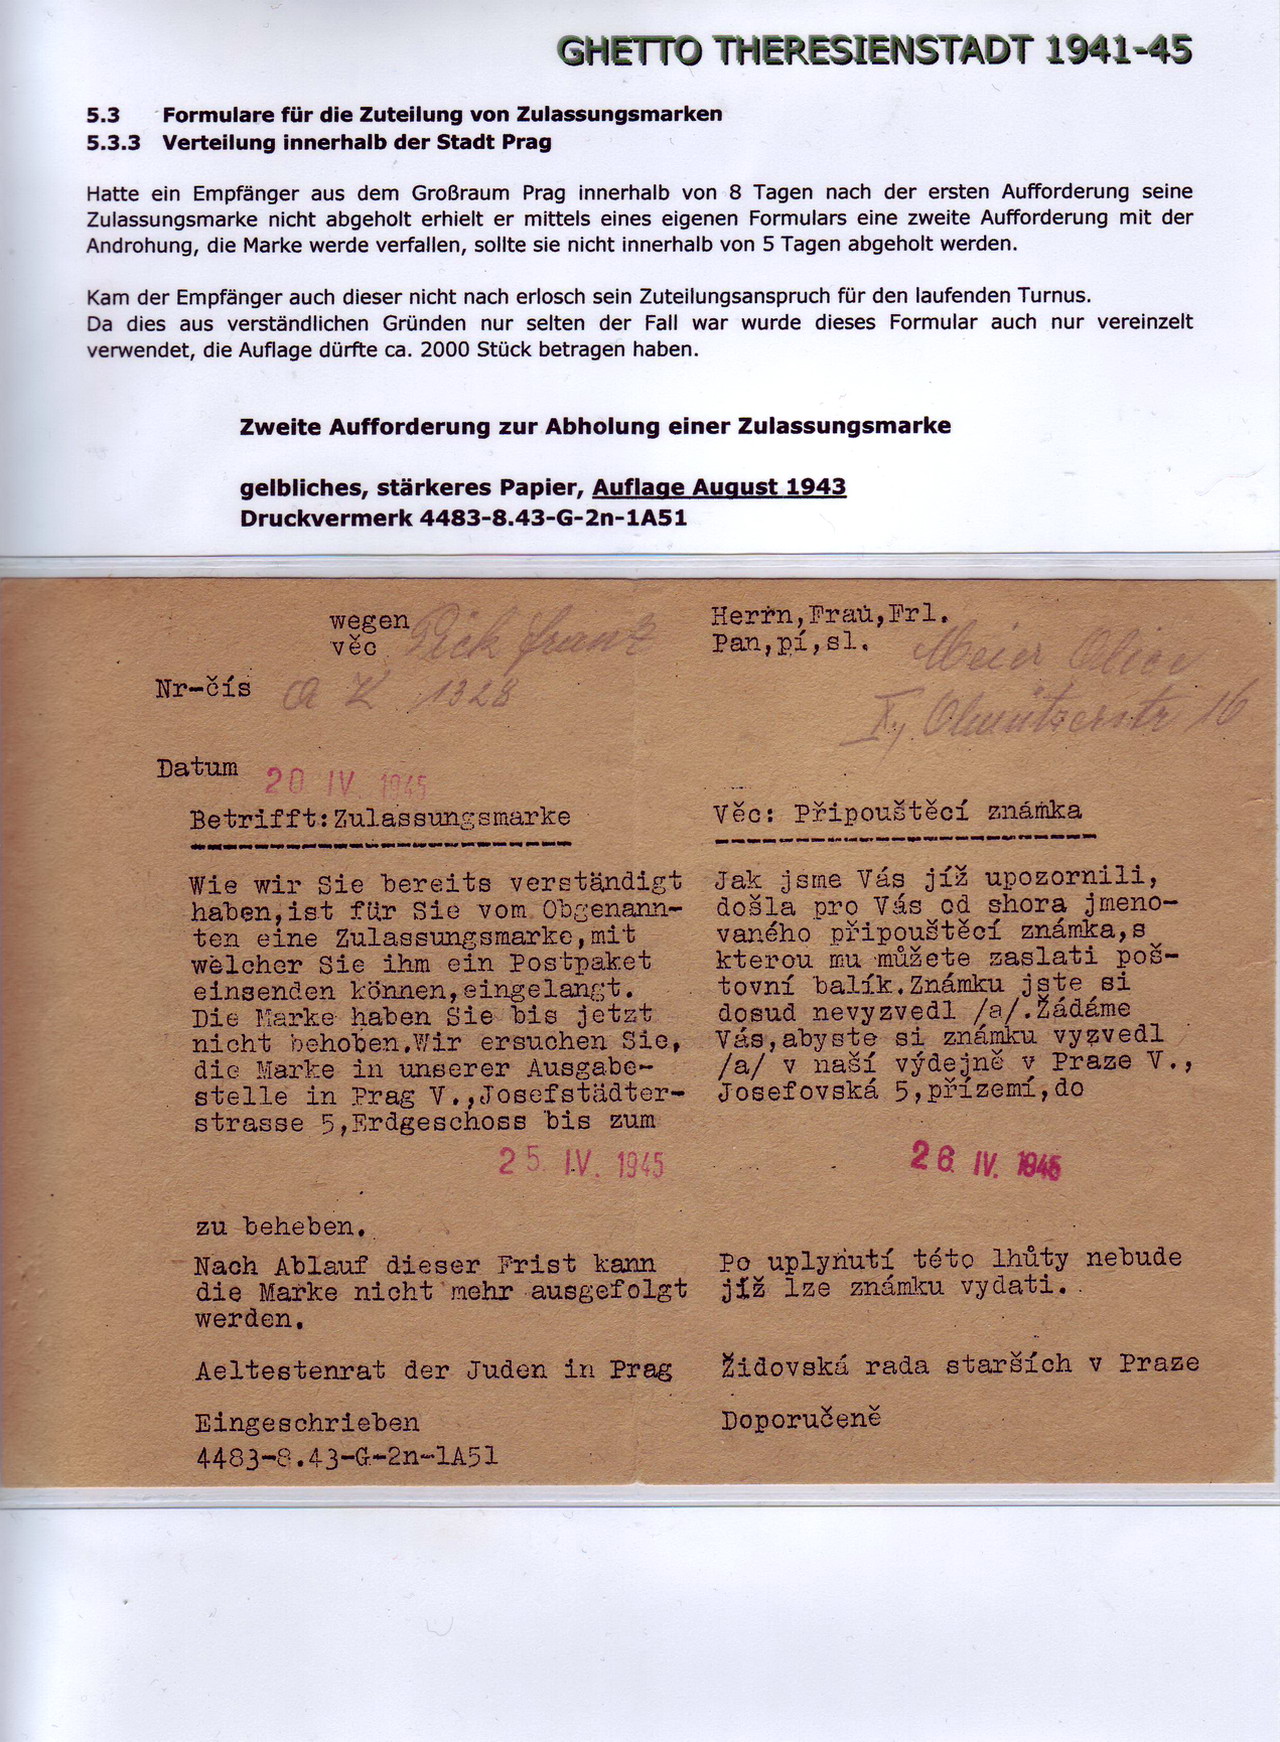 GHETTO THERESIENSTADT 1941-45
5.3 Formulare für die Zuteilung von Zulassungsmarken
5.3.3 Verteilung innerhalb der Stadt Prag
Hatte ein Empfänger aus dem Großraum Prag innerhalb von 8 Tagen nach der ersten Aufforderung seine
Zulassungsmarke nicht abgeholt erhielt er mittels eines eigenen Formulars eine zweite Aufforderung mit der
Androhung, die Marke werde verfallen, sollte sie nicht innerhalb von 5 Tagen abgeholt werden.
Kam der Empfänger auch dieser nicht nach erlosch sein Zuteilungsanspruch für den laufenden Turnus.
Da dies aus verständlichen Gründen nur selten der Fall war wurde dieses Formular auch nur vereinzelt
verwendet, die Auflage dürfte ca. 2000 Stück betragen haben.
Zweite Aufforderung zur Abholung einer Zulassungsmarke
gelbliches, stärkeres Papier, Auflage August 1943
Druckvermerk 4483-8.43-G-2n-1A51
wegen
věc
Pick Franz
Nr-čís A Z 1328
Datum 20 IV. 1945
Betrifft:Zulassungsmarke
Wie wir Sie bereits verständigt
haben,ist für Sie vom Obgenann-
ten eine Zulassungsmarke,mit
welcher Sie ihm ein Postpaket
einsenden können,eingelangt.
Die Marke haben Sie bis jetzt
nicht behoben.Wir ersuchen Sie,
die Marke in unserer Ausgabe-
stelle in Prag V.,Josefstädter-
strasse 5,Erdgeschoss bis zum
25. IV. 1945
zu beheben.
Nach Ablauf dieser Frist kann
die Marke nicht mehr ausgefolgt
werden.
Aeltestenrat der Juden in Prag
Eingeschrieben
4483-8.43-G-2n-1A51
Herrn,Frau,Frl.
Pan,pí,sl.
Meier Olice
X., Olmützerstr 16
Věc: Připouštěcí známka
Jak jsme Vás jíž upozornili,
došla pro Vás od shora jmeno-
vaného připouštěcí známka,s
kterou mu můžete zaslati poš-
tovní balík.Známku jste si
dosud nevyzvedl /a/.Žádáme
Vás,abyste si známku vyzvedl
/a/ v naší výdejně v Praze V.,
Josefovská 5,přízemí,do
26. IV. 1945
Po uplynutí této lhůty nebude
jíž lze známku vydati.
Židovská rada starších v Praze
Doporučeně